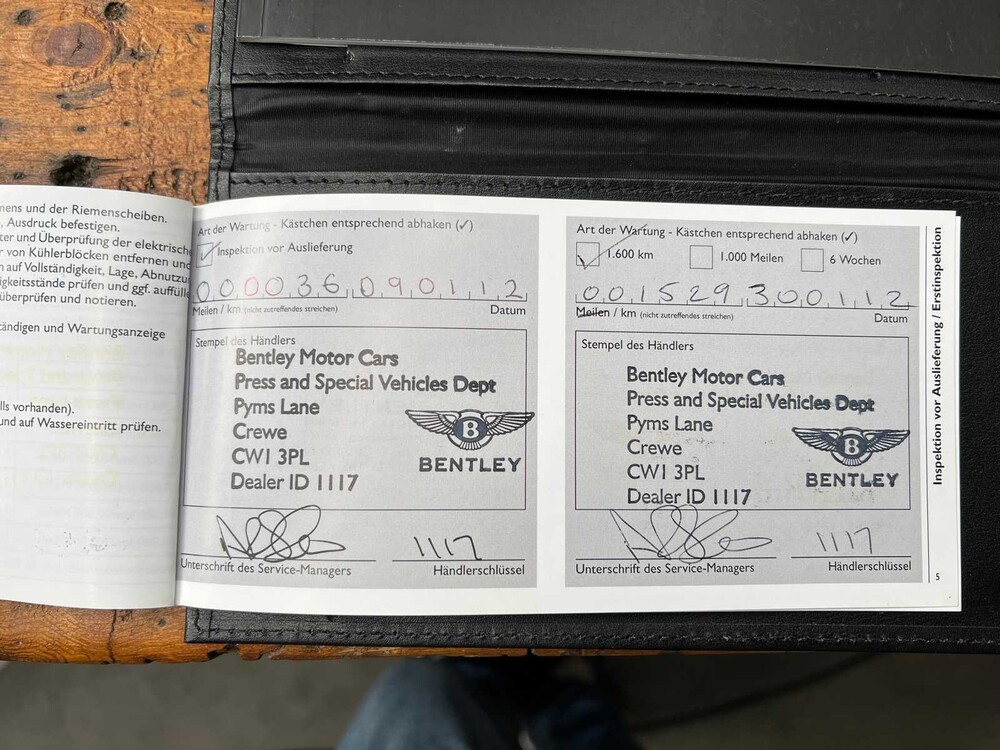 mens und der Riemenscheiben.
, Ausdruck befestigen.
ter und Überprüfung der elektrische
r von Kühlerblöcken entfernen und
n auf Vollständigkeit, Lage, Abnutzu
igkeitsstände prüfen und ggf. auffülle
überprüfen und notieren.
tändigen und Wartungsanzeige
lls vorhanden).
und auf Wassereintritt prüfen.
Art der Wartung - Kästchen entsprechend abhaken (✓)
Inspektion vor Auslieferung
000036 090112
Meilen / km (nicht zutreffendes streichen) Datum
Stempel des Händlers
Bentley Motor Cars
Press and Special Vehicles Dept
Pyms Lane
Crewe
CW1 3PL
Dealer ID 1117
B
BENTLEY
1117
Unterschrift des Service-Managers Händlerschlüssel
Art der Wartung - Kästchen entsprechend abhaken (✓)
1.600 km 1.000 Meilen 6 Wochen
001529 300112
Meilen / km (nicht zutreffendes streichen) Datum
Stempel des Händlers
Bentley Motor Cars
Press and Special Vehicles Dept
Pyms Lane
Crewe
CW1 3PL
Dealer ID 1117
B
BENTLEY
1117
Unterschrift des Service-Managers Händlerschlüssel
Inspektion vor Auslieferung / Erstinspektion
5